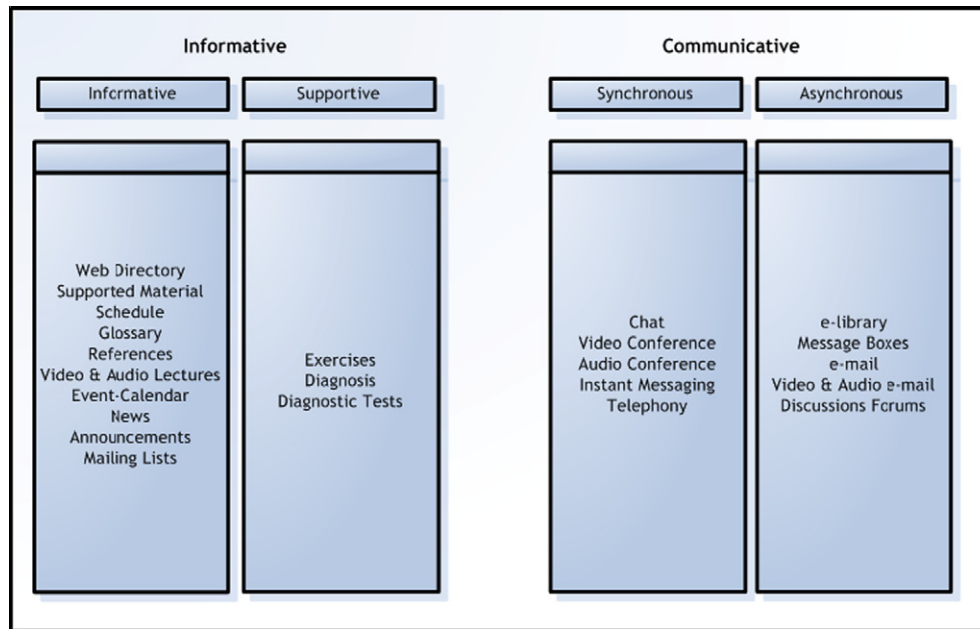 Informative
Communicative
Informative
Supportive
Synchronous
Asynchronous
Web Directory
Supported Material
Schedule
Glossary
References
Video & Audio Lectures
Event-Calendar
News
Announcements
Mailing Lists
Exercises
Diagnosis
Diagnostic Tests
Chat
Video Conference
Audio Conference
Instant Messaging
Telephony
e-library
Message Boxes
e-mail
Video & Audio e-mail
Discussions Forums